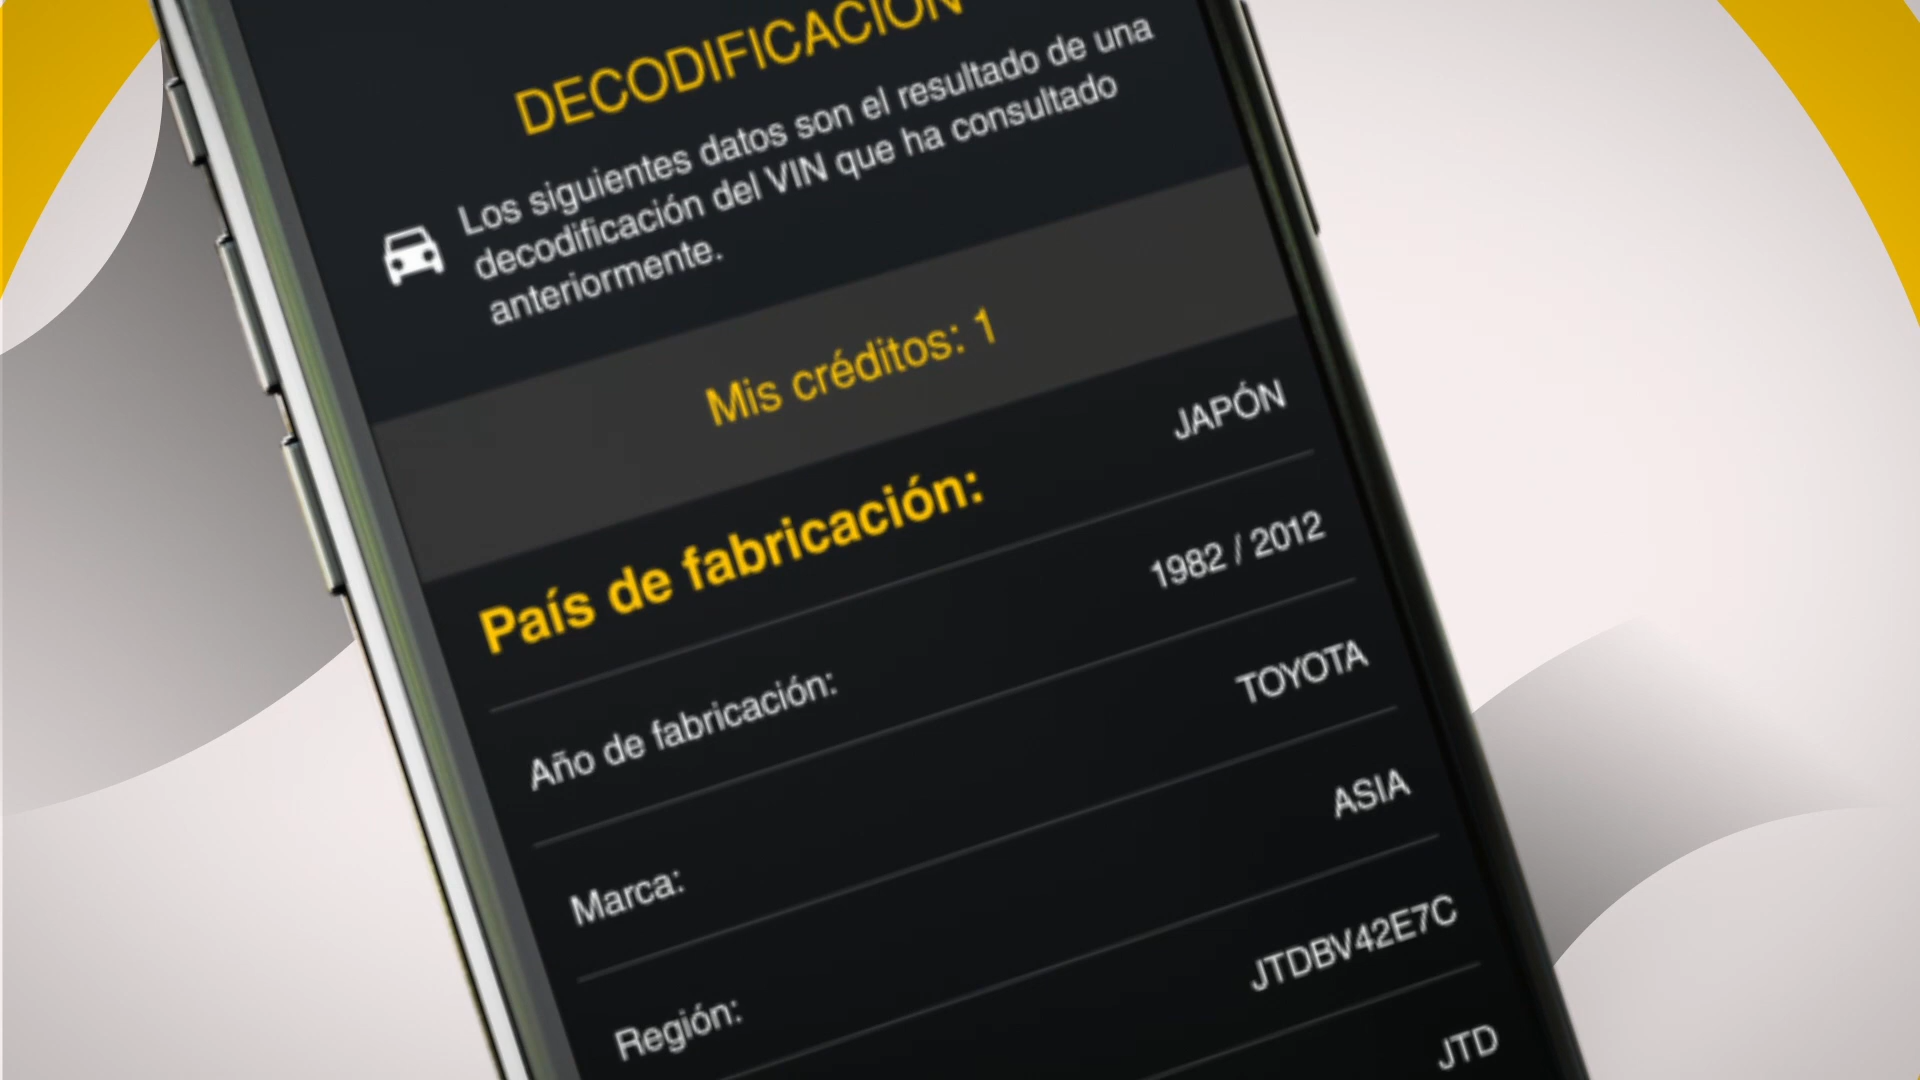 DECODIFICACIÓN
Los siguientes datos son el resultado de una
decodificación del VIN que ha consultado
anteriormente.
Mis créditos: 1
País de fabricación: JAPÓN
Año de fabricación: 1982 / 2012
Marca: TOYOTA
Región: ASIA
JTDBV42E7C
JTD